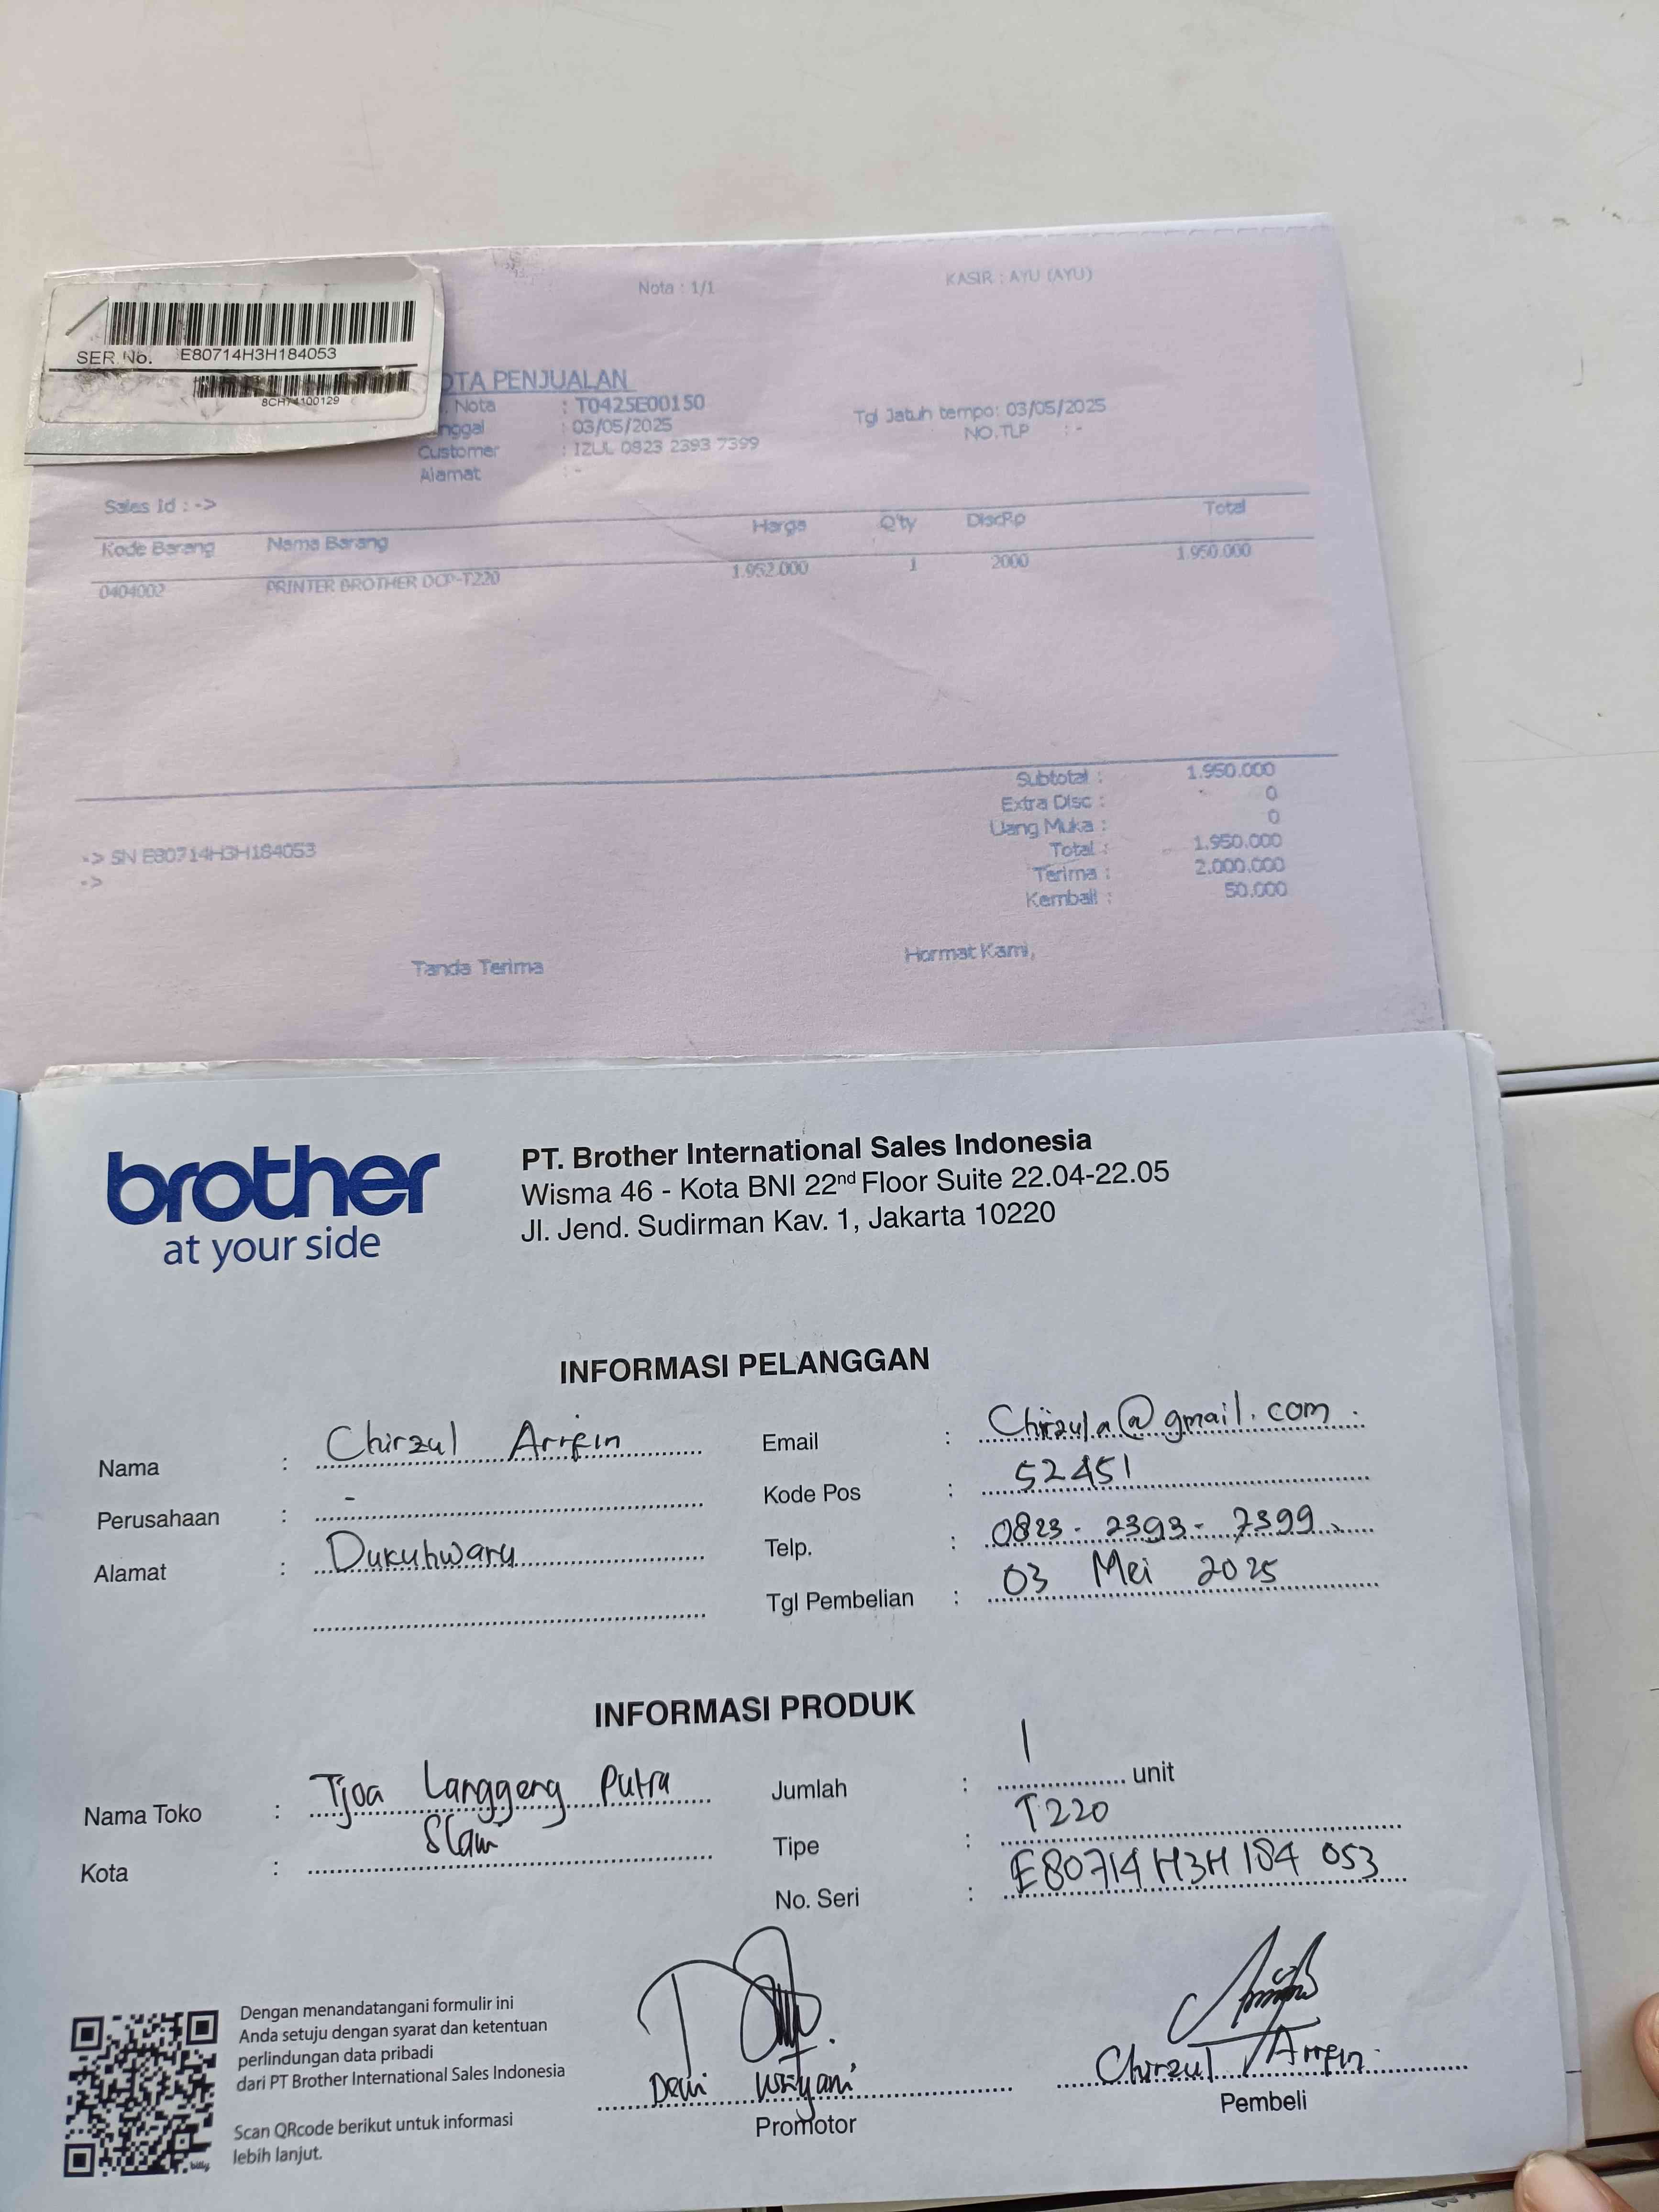 Nota : 1/1
KASIR : AYU (AYU)
SER. No. E80714H3H184053
8CH74100129
OTA PENJUALAN
. Nota : T0425E00150
nggal : 03/05/2025
Customer : IZUL 0823 2393 7399
Alamat : -
Tgl Jatuh tempo: 03/05/2025
NO.TLP : -
Sales Id : ->
Kode Barang Nama Barang Harga Q'ty DiscRp Total
0404002 PRINTER BROTHER DCP-T220 1.952.000 1 2000 1.950.000
Subtotal : 1.950.000
Extra Disc : 0
Uang Muka : 0
Total : 1.950.000
Terima : 2.000.000
Kembali : 50.000
-> SN E80714H3H184053
->
Tanda Terima
Hormat Kami,
brother
at your side
PT. Brother International Sales Indonesia
Wisma 46 - Kota BNI 22nd Floor Suite 22.04-22.05
Jl. Jend. Sudirman Kav. 1, Jakarta 10220
INFORMASI PELANGGAN
Nama : Chirzul Arifin
Perusahaan : -
Alamat : Dukuhwaru
Email : Chirzula@gmail.com
Kode Pos : 52451
Telp. : 0823-2393-7399
Tgl Pembelian : 03 Mei 2025
INFORMASI PRODUK
Nama Toko : Tjoa Langgeng Putra
Kota : Slawi
Jumlah : 1 unit
Tipe : T220
No. Seri : E80714H3H184053
Dengan menandatangani formulir ini
Anda setuju dengan syarat dan ketentuan
perlindungan data pribadi
dari PT Brother International Sales Indonesia
Scan QRcode berikut untuk informasi
lebih lanjut.
bitly
Dewi
Promotor
Chirzul Arifin
Pembeli